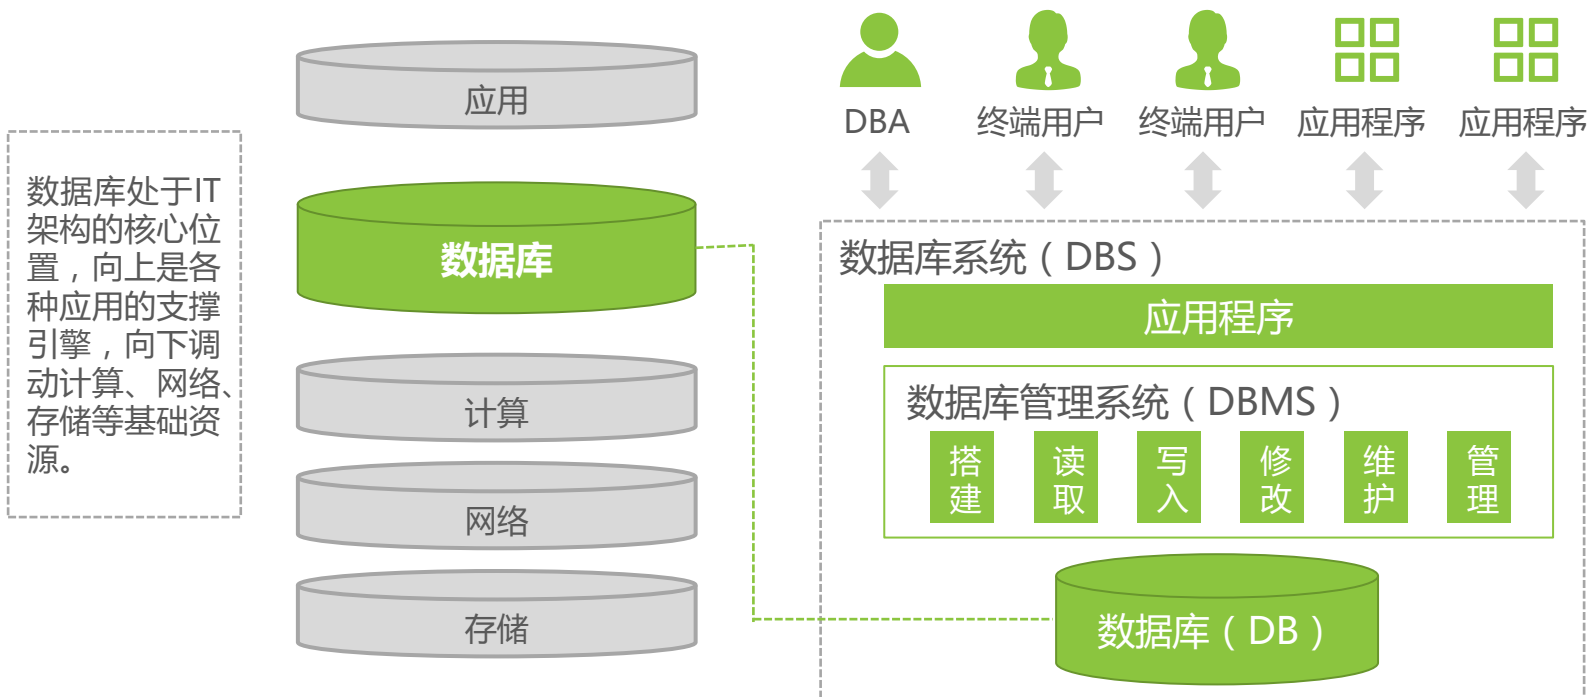 数据库处于IT
架构的核心位
置，向上是各
种应用的支撑
引擎，向下调
动计算、网络、
存储等基础资
源。
应用
数据库
计算
网络
存储
DBA
终端用户
终端用户
应用程序
应用程序
数据库系统（DBS）
应用程序
数据库管理系统（DBMS）
搭建
读取
写入
修改
维护
管理
数据库（DB）